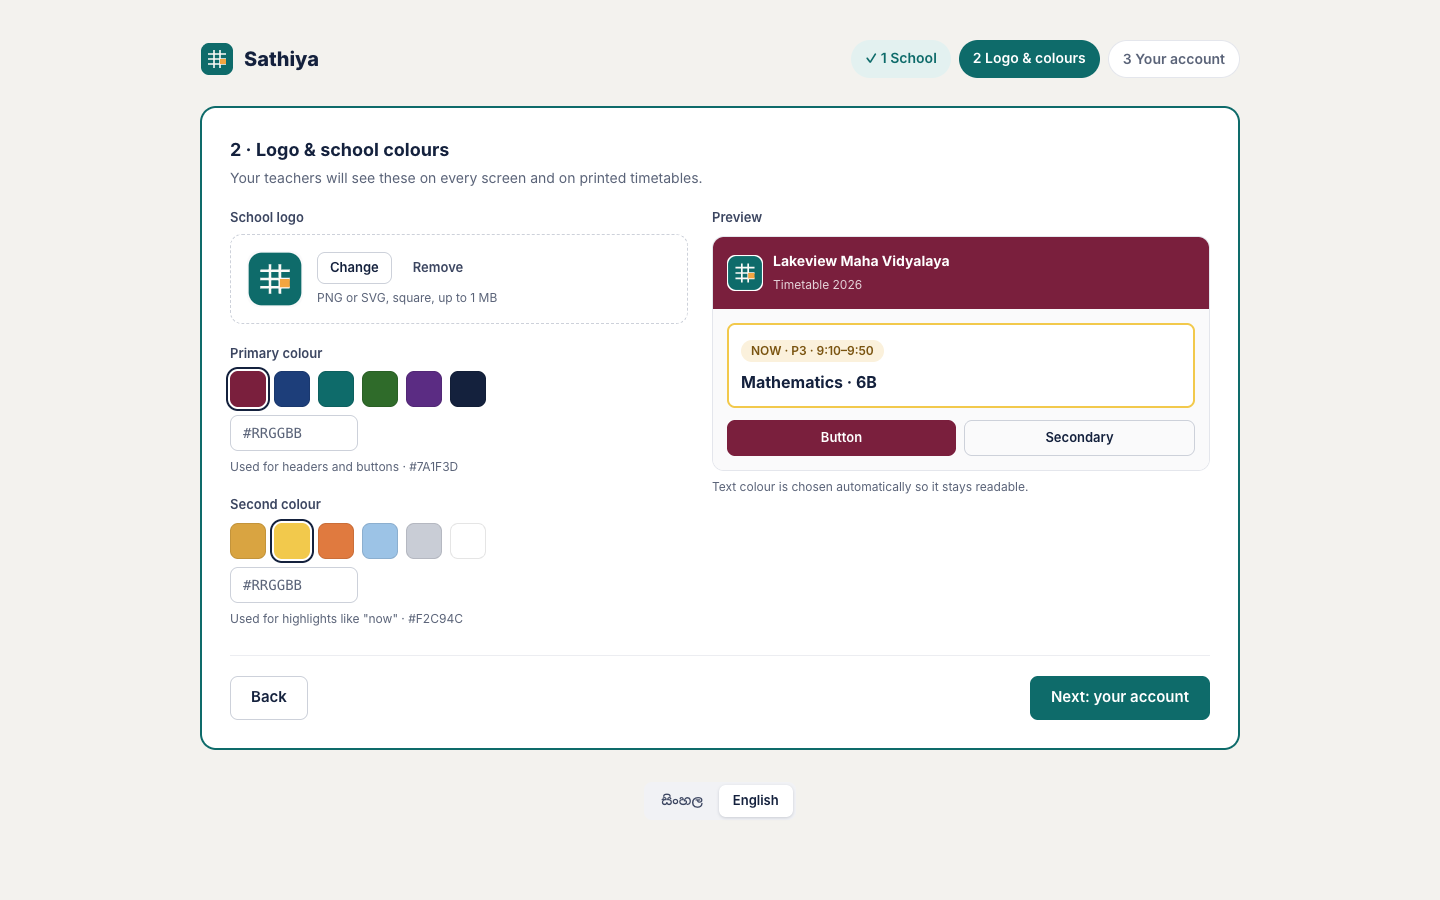 Sathiya
✓ 1 School
2 Logo & colours
3 Your account
2 · Logo & school colours
Your teachers will see these on every screen and on printed timetables.
School logo
Change
Remove
PNG or SVG, square, up to 1 MB
Primary colour
#RRGGBB
Used for headers and buttons · #7A1F3D
Second colour
#RRGGBB
Used for highlights like "now" · #F2C94C
Preview
Lakeview Maha Vidyalaya
Timetable 2026
NOW · P3 · 9:10–9:50
Mathematics · 6B
Button
Secondary
Text colour is chosen automatically so it stays readable.
Back
Next: your account
සිංහල
English